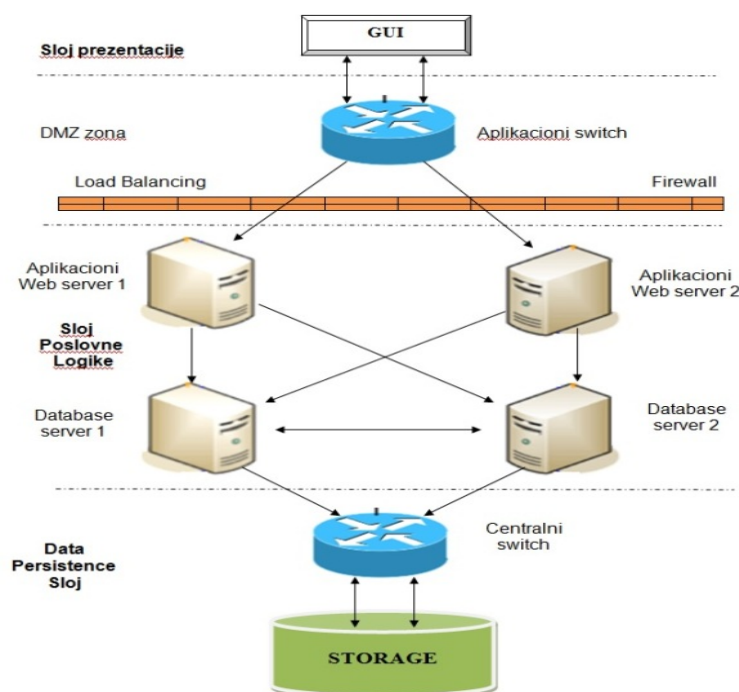 GUI
Sloj prezentacije
DMZ zona
Aplikacioni switch
Load Balancing
Firewall
Aplikacioni
Web server 1
Aplikacioni
Web server 2
Sloj
Poslovne
Logike
Database
server 1
Database
server 2
Centralni
switch
Data
Persistence
Sloj
STORAGE